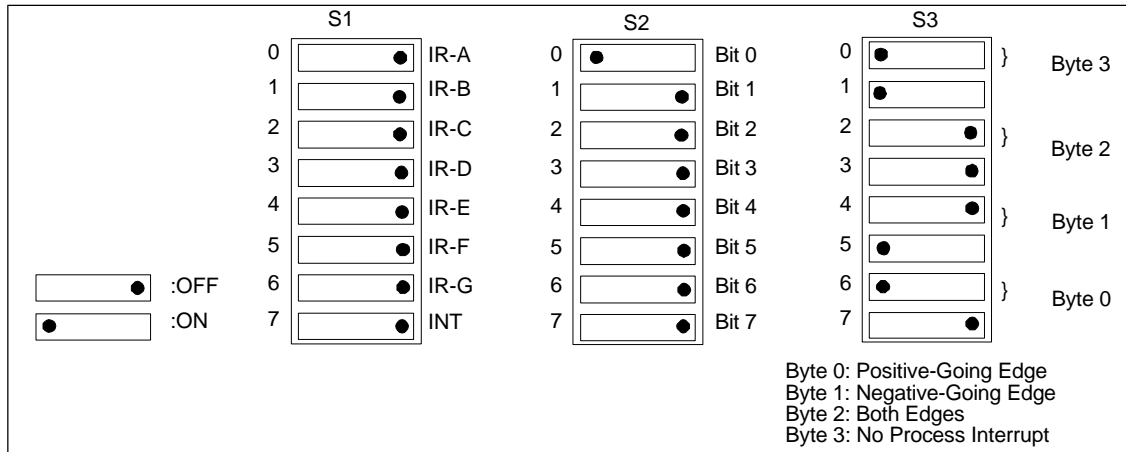 S1 S2 S3
0 IR-A 0 Bit 0 0 } Byte 3
1 IR-B 1 Bit 1 1
2 IR-C 2 Bit 2 2 } Byte 2
3 IR-D 3 Bit 3 3
4 IR-E 4 Bit 4 4 } Byte 1
5 IR-F 5 Bit 5 5
:OFF 6 IR-G 6 Bit 6 6 } Byte 0
:ON 7 INT 7 Bit 7 7
Byte 0: Positive-Going Edge
Byte 1: Negative-Going Edge
Byte 2: Both Edges
Byte 3: No Process Interrupt